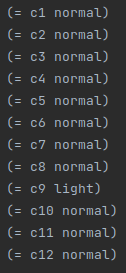 (= c1 normal)
(= c2 normal)
(= c3 normal)
(= c4 normal)
(= c5 normal)
(= c6 normal)
(= c7 normal)
(= c8 normal)
(= c9 light)
(= c10 normal)
(= c11 normal)
(= c12 normal)